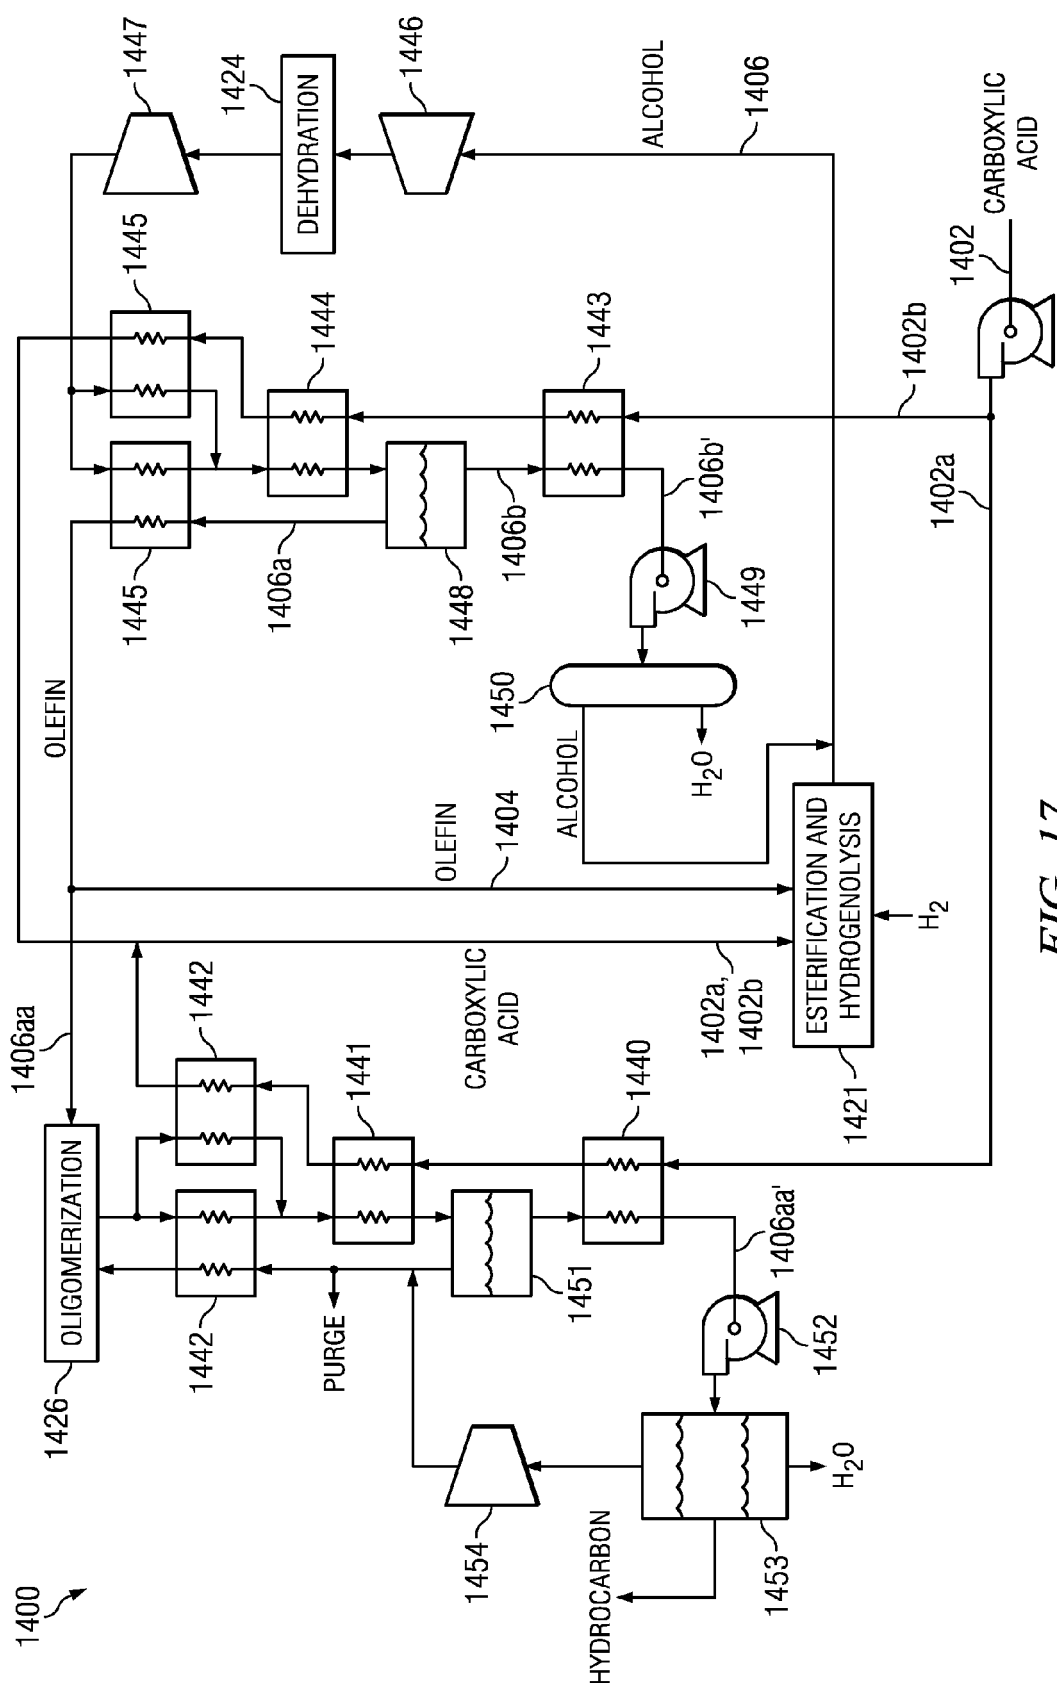 1400
OLIGOMERIZATION
1426
1406aa
OLEFIN
1442
1442
1445
1445
1447
1424
DEHYDRATION
1446
ALCOHOL
1406
PURGE
1441
1451
1440
1406aa'
1452
1454
1453
HYDROCARBON
H2O
CARBOXYLIC
ACID
1402a,
1402b
OLEFIN
1404
1406a
1444
1448
1406b
1443
1406b'
1449
1450
ALCOHOL
H2O
ESTERIFICATION AND
HYDROGENOLYSIS
1421
H2
1402a
1402b
1402
CARBOXYLIC
ACID
FIG. 17